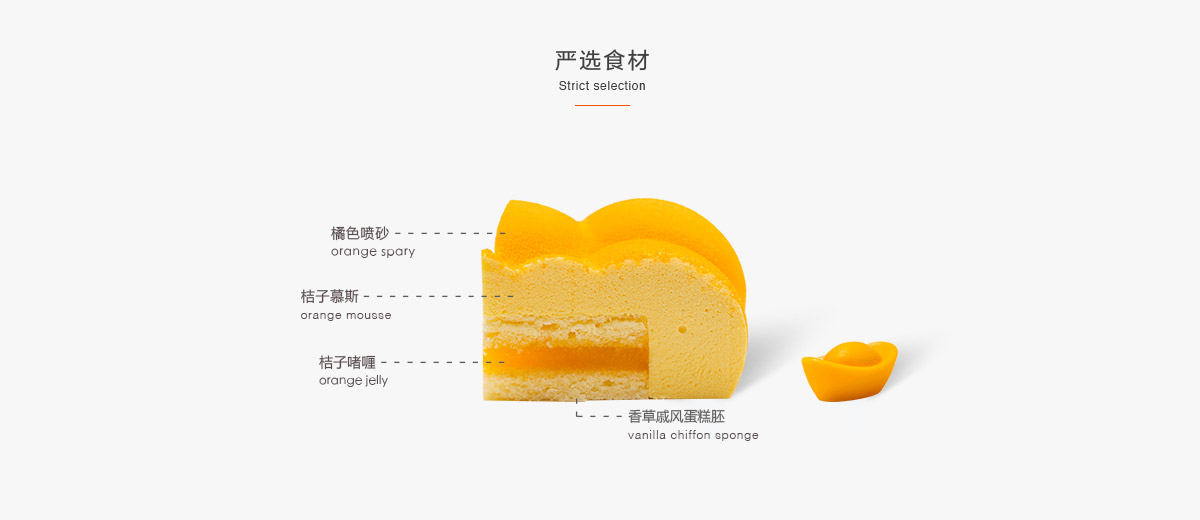 严选食材
Strict selection
橘色喷砂
orange spary
桔子慕斯
orange mousse
桔子啫喱
orange jelly
香草戚风蛋糕胚
vanilla chiffon sponge